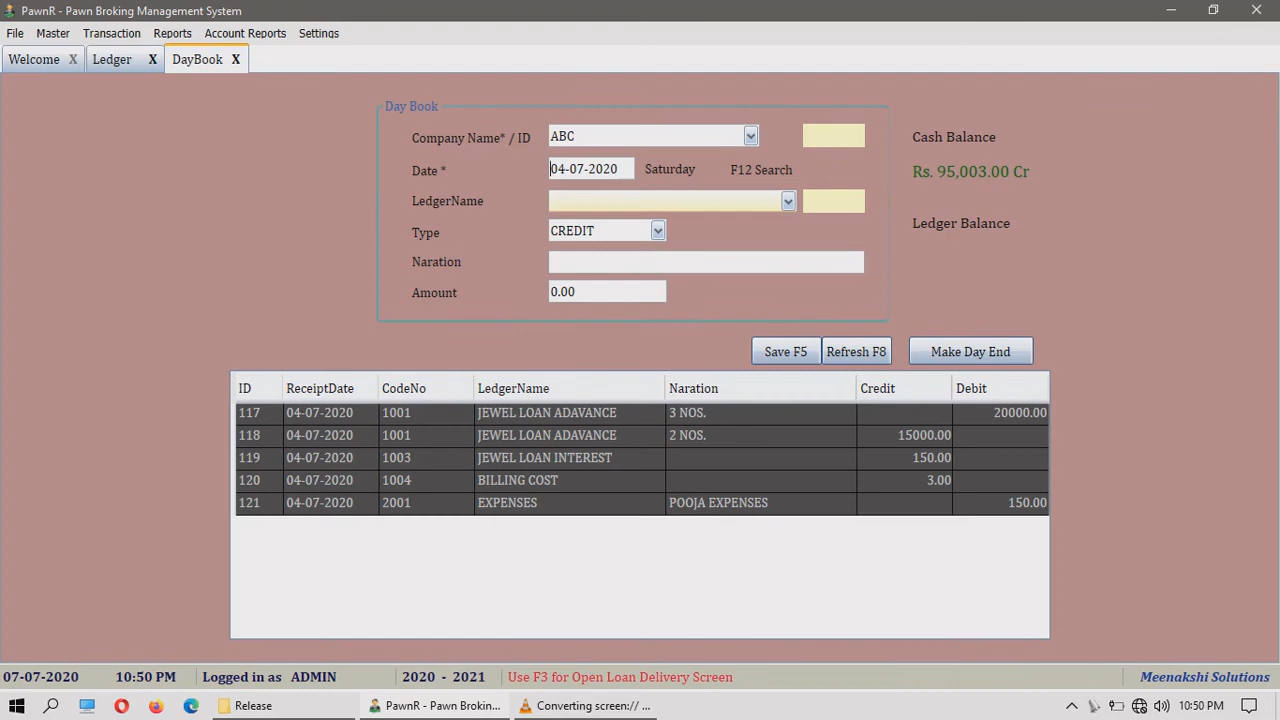 PawnR - Pawn Broking Management System
File Master Transaction Reports Account Reports Settings
Welcome X Ledger X DayBook X
Day Book
Company Name* / ID ABC Cash Balance
Date * 04-07-2020 Saturday F12 Search Rs. 95,003.00 Cr
LedgerName
Ledger Balance
Type CREDIT
Naration
Amount 0.00
Save F5 Refresh F8 Make Day End
ID ReceiptDate CodeNo LedgerName Naration Credit Debit
117 04-07-2020 1001 JEWEL LOAN ADAVANCE 3 NOS. 20000.00
118 04-07-2020 1001 JEWEL LOAN ADAVANCE 2 NOS. 15000.00
119 04-07-2020 1003 JEWEL LOAN INTEREST 150.00
120 04-07-2020 1004 BILLING COST 3.00
121 04-07-2020 2001 EXPENSES POOJA EXPENSES 150.00
07-07-2020 10:50 PM Logged in as ADMIN 2020 - 2021 Use F3 for Open Loan Delivery Screen Meenakshi Solutions
Release PawnR - Pawn Brokin... Converting screen:// ... 10:50 PM